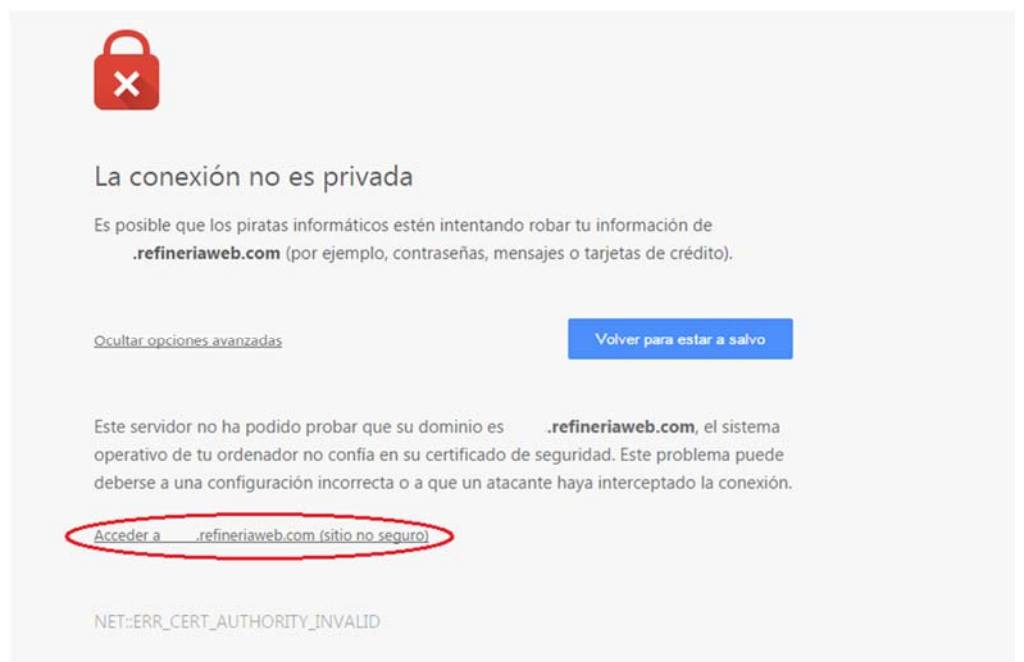 La conexión no es privada
Es posible que los piratas informáticos estén intentando robar tu información de
.refineriaweb.com (por ejemplo, contraseñas, mensajes o tarjetas de crédito).
Ocultar opciones avanzadas
Volver para estar a salvo
Este servidor no ha podido probar que su dominio es .refineriaweb.com, el sistema
operativo de tu ordenador no confía en su certificado de seguridad. Este problema puede
deberse a una configuración incorrecta o a que un atacante haya interceptado la conexión.
Acceder a .refineriaweb.com (sitio no seguro)
NET::ERR_CERT_AUTHORITY_INVALID